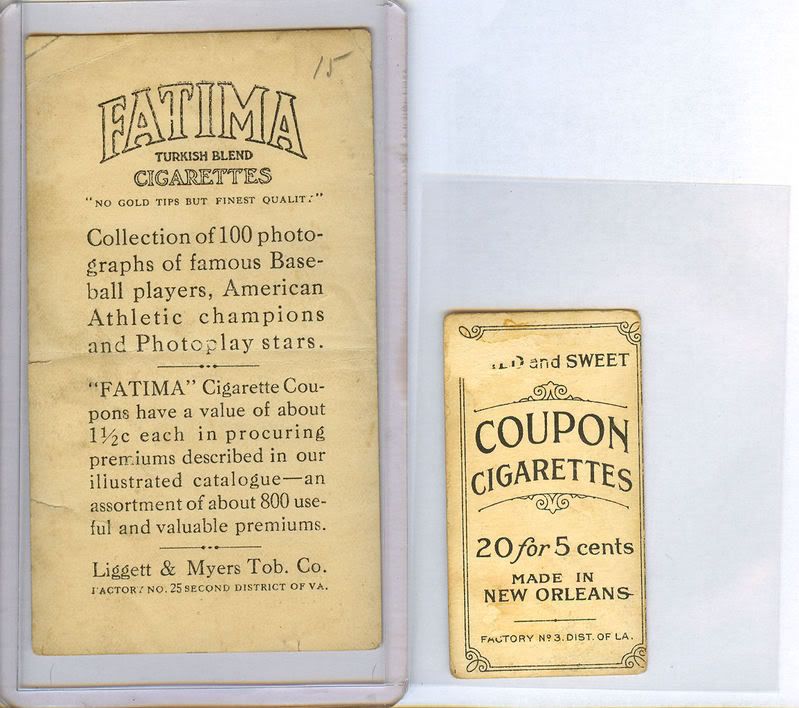 15
FATIMA
TURKISH BLEND
CIGARETTES
"NO GOLD TIPS BUT FINEST
Collection of 100 photo-
graphs of famous Base-
ball players, American
Athletic champions
and Photoplay stars.
"FATIMA" Cigarette Cou-
pons have a value of about
1½c each in procuring
premiums described in our
illustrated catalogue—an
assortment of about 800 use-
ful and valuable premiums.
Liggett & Myers Tob. Co.
FACTORY NO. 25 SECOND DISTRICT OF VA.
and SWEET
COUPON
CIGARETTES
20 for 5 cents
MADE IN
NEW ORLEANS
FACTORY Nº 3. DIST. OF LA.